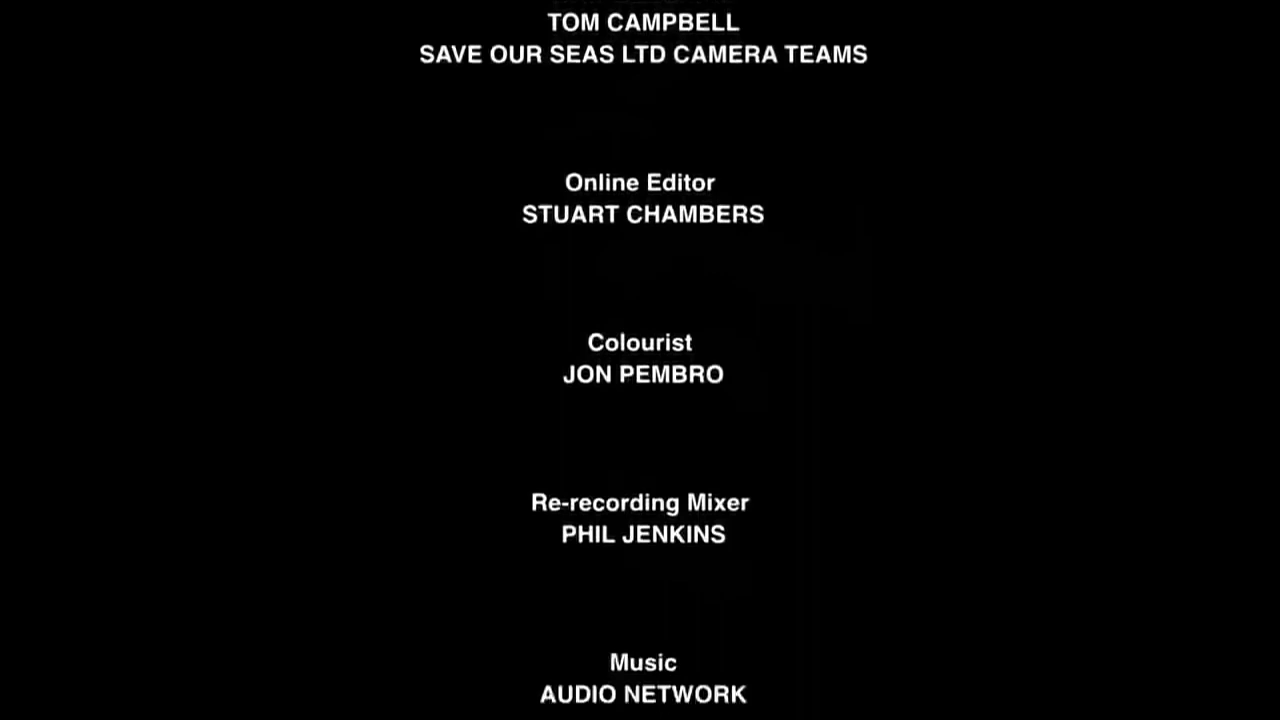 TOM CAMPBELL
SAVE OUR SEAS LTD CAMERA TEAMS
Online Editor
STUART CHAMBERS
Colourist
JON PEMBRO
Re-recording Mixer
PHIL JENKINS
Music
AUDIO NETWORK